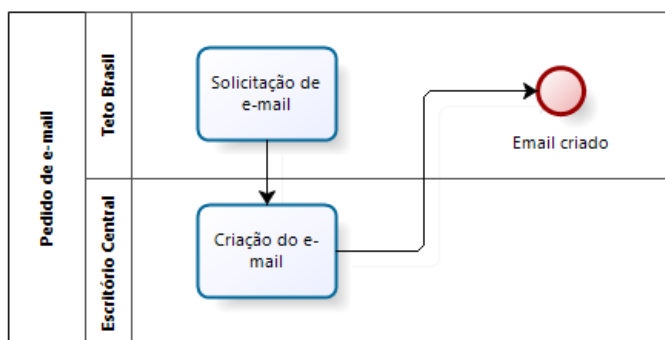 Pedido de e-mail
Teto Brasil
Solicitação de
e-mail
Email criado
Escritório Central
Criação do e-
mail